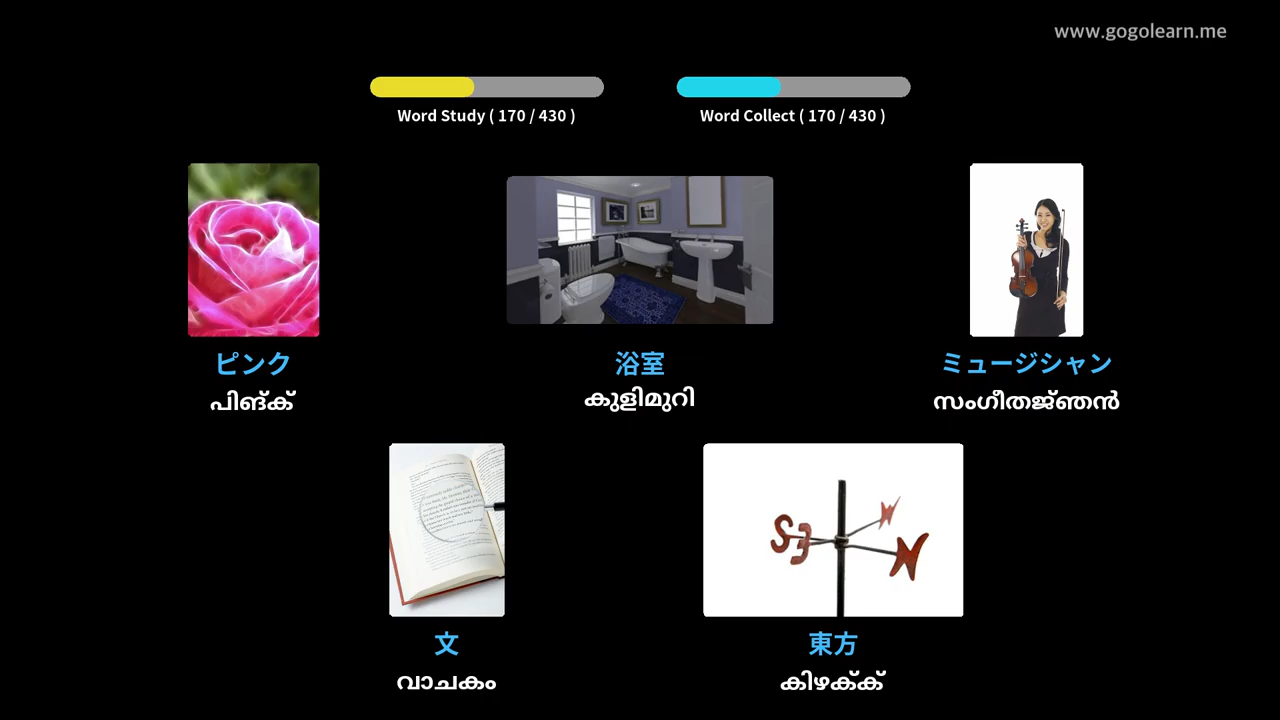 www.gogolearn.me
Word Study ( 170 / 430 )
Word Collect ( 170 / 430 )
ピンク
പിങ്ക്
浴室
കുളിമുറി
ミュージシャン
സംഗീതജ്ഞൻ
文
വാചകം
東方
കിഴക്ക്